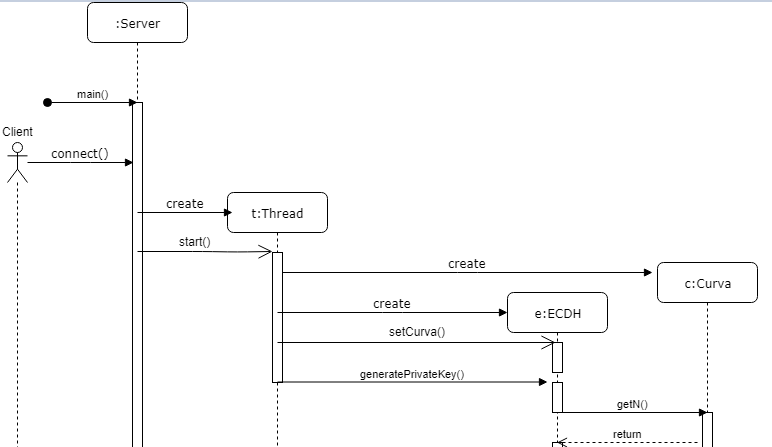 :Server
main()
Client
connect()
create
t:Thread
start()
create
c:Curva
create
e:ECDH
setCurva()
generatePrivateKey()
getN()
return